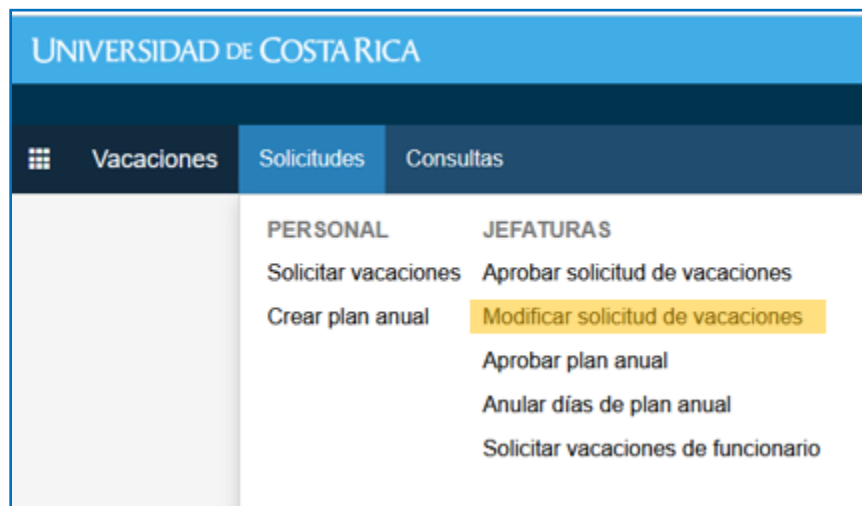 UNIVERSIDAD DE COSTA RICA
Vacaciones Solicitudes Consultas
PERSONAL JEFATURAS
Solicitar vacaciones Aprobar solicitud de vacaciones
Crear plan anual Modificar solicitud de vacaciones
Aprobar plan anual
Anular días de plan anual
Solicitar vacaciones de funcionario